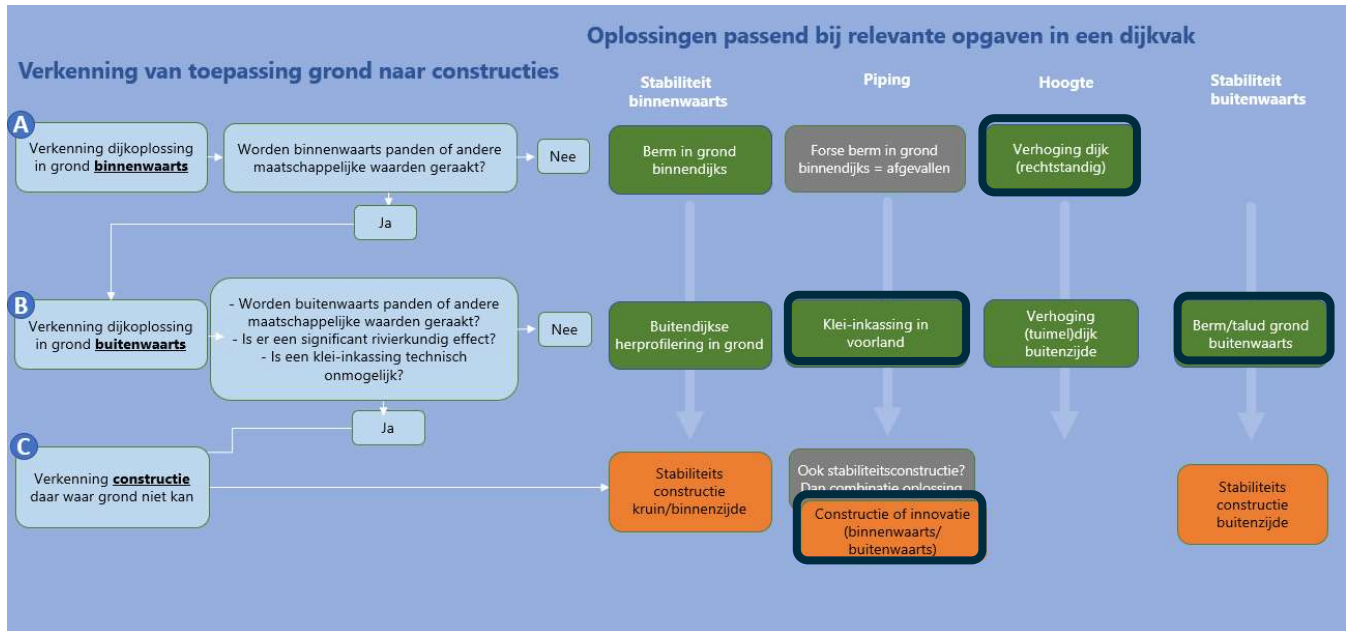 Oplossingen passend bij relevante opgaven in een dijkvak
Verkenning van toepassing grond naar constructies
Stabiliteit
binnenwaarts
Piping
Hoogte
Stabiliteit
buitenwaarts
A
Verkenning dijkoplossing
in grond binnenwaarts
Worden binnenwaarts panden of andere
maatschappelijke waarden geraakt?
Nee
Berm in grond
binnendijks
Forse berm in grond
binnendijks = afgevallen
Verhoging dijk
(rechtstandig)
Ja
B
Verkenning dijkoplossing
in grond buitenwaarts
- Worden buitenwaarts panden of andere
maatschappelijke waarden geraakt?
- Is er een significant rivierkundig effect?
- Is een klei-inkassing technisch
onmogelijk?
Nee
Buitendijkse
herprofilering in grond
Klei-inkassing in
voorland
Verhoging
(tuimel)dijk
buitenzijde
Berm/talud grond
buitenwaarts
Ja
C
Verkenning constructie
daar waar grond niet kan
Stabiliteits
constructie
kruin/binnenzijde
Ook stabiliteitsconstructie?
Dan combinatie oplossing
Constructie of innovatie
(binnenwaarts/
buitenwaarts)
Stabiliteits
constructie
buitenzijde